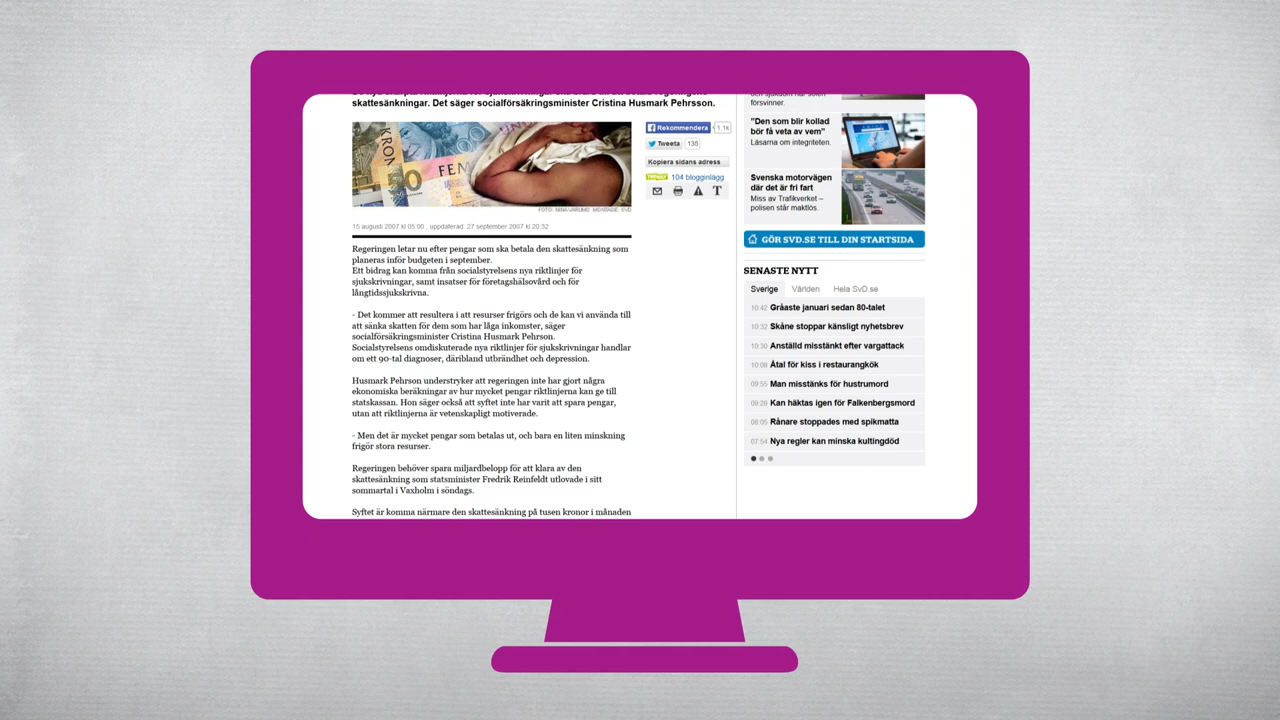 skattesänkningar. Det säger socialförsäkringsminister Cristina Husmark Pehrsson.
KRON
FEM
50
FOTO: NINA VARUMO MONTAGE: SVD
15 augusti 2007 kl 05:00 , uppdaterad: 27 september 2007 kl 20:52
Regeringen letar nu efter pengar som ska betala den skattesänkning som
planeras inför budgeten i september.
Ett bidrag kan komma från socialstyrelsens nya riktlinjer för
sjukskrivningar, samt insatser för företagshälsovård och för
långtidssjukskrivna.
- Det kommer att resultera i att resurser frigörs och de kan vi använda till
att sänka skatten för dem som har låga inkomster, säger
socialförsäkringsminister Cristina Husmark Pehrson.
Socialstyrelsens omdiskuterade nya riktlinjer för sjukskrivningar handlar
om ett 90-tal diagnoser, däribland utbrändhet och depression.
Husmark Pehrson understryker att regeringen inte har gjort några
ekonomiska beräkningar av hur mycket pengar riktlinjerna kan ge till
statskassan. Hon säger också att syftet inte har varit att spara pengar,
utan att riktlinjerna är vetenskapligt motiverade.
- Men det är mycket pengar som betalas ut, och bara en liten minskning
frigör stora resurser.
Regeringen behöver spara miljardbelopp för att klara av den
skattesänkning som statsminister Fredrik Reinfeldt utlovade i sitt
sommartal i Vaxholm i söndags.
Syftet är komma närmare den skattesänkning på tusen kronor i månaden
Rekommendera 1,1k
Tweeta 135
Kopiera sidans adress
104 blogginlägg
T
försvinner.
"Den som blir kollad
bör få veta av vem"
Läsarna om integriteten.
Svenska motorvägen
där det är fri fart
Miss av Trafikverket –
polisen står maktlös.
GÖR SVD.SE TILL DIN STARTSIDA
SENASTE NYTT
Sverige Världen Hela SvD.se
10:42 Gråaste januari sedan 80-talet
10:32 Skåne stoppar känsligt nyhetsbrev
10:30 Anställd misstänkt efter vargattack
10:08 Åtal för kiss i restaurangkök
09:55 Man misstänks för hustrumord
09:28 Kan häktas igen för Falkenbergsmord
08:05 Rånare stoppades med spikmatta
07:54 Nya regler kan minska kultingdöd